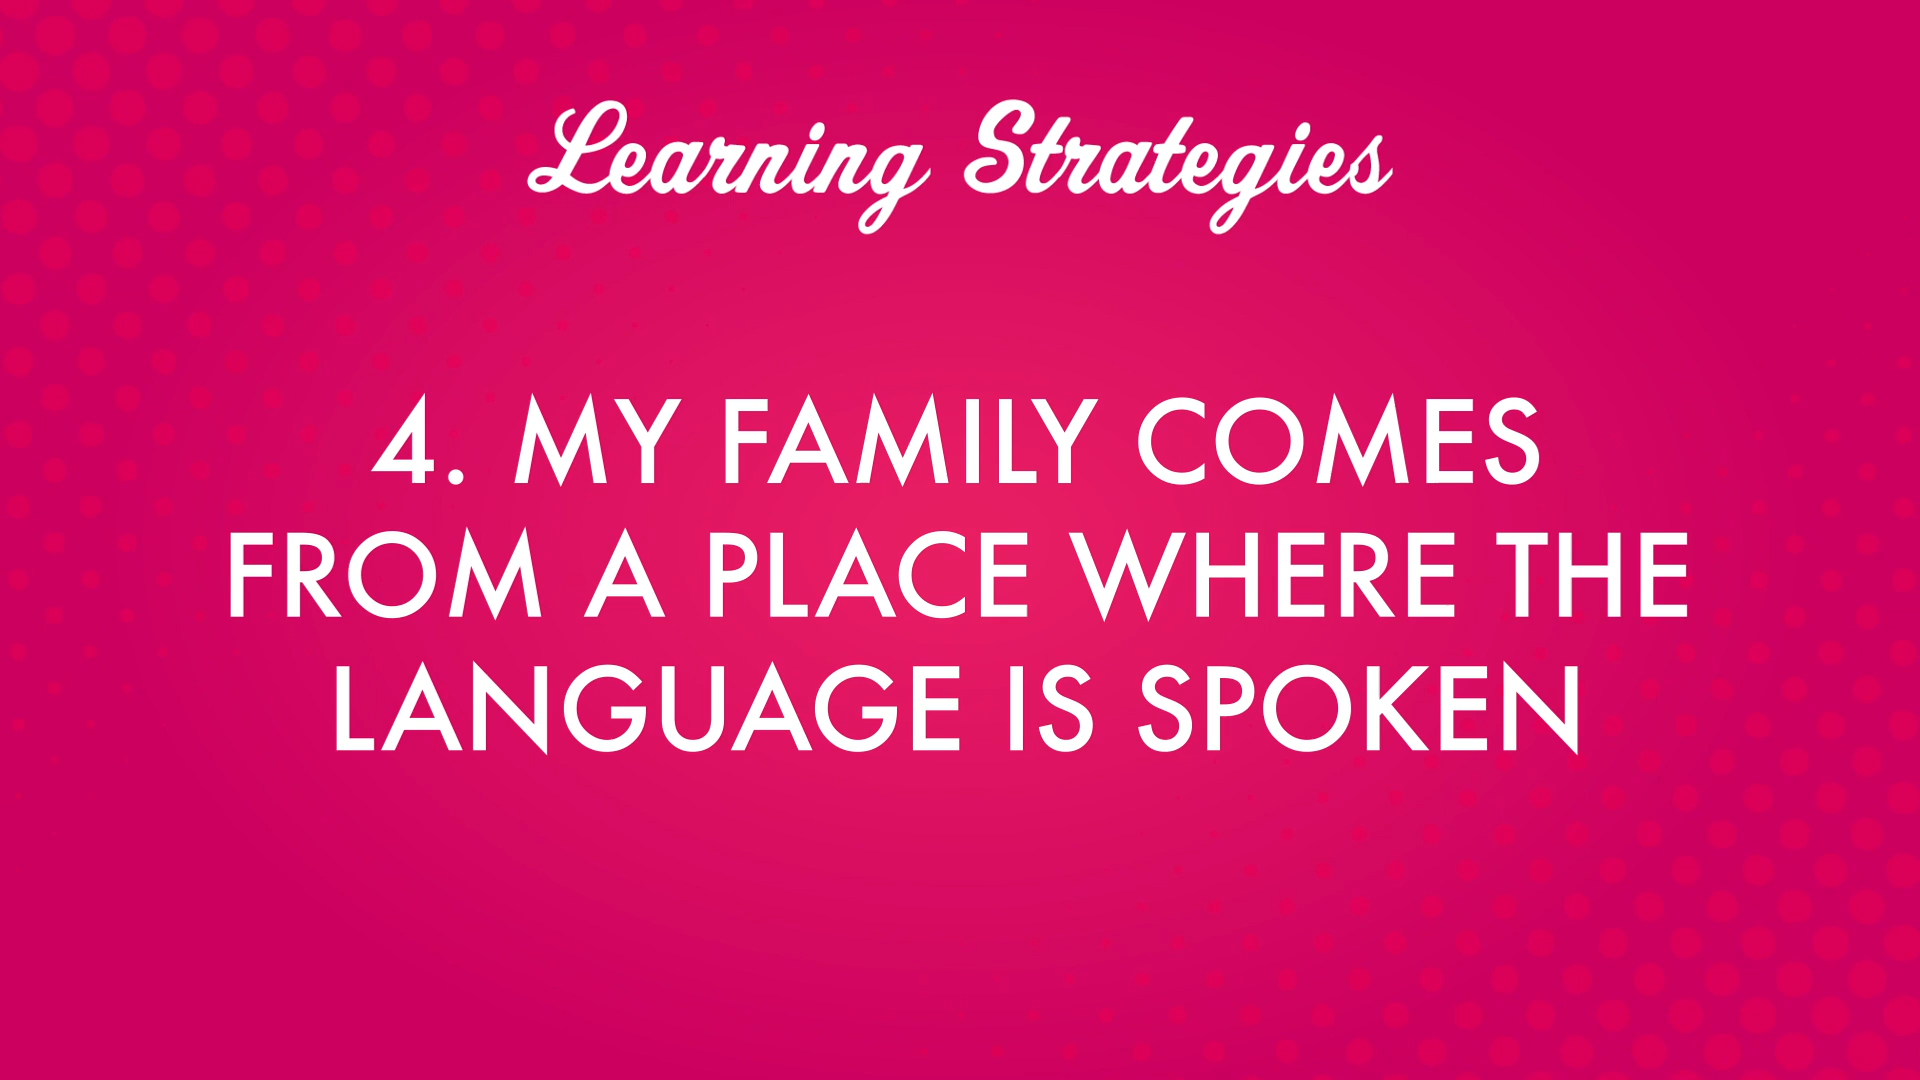 Learning Strategies
4. MY FAMILY COMES
FROM A PLACE WHERE THE
LANGUAGE IS SPOKEN